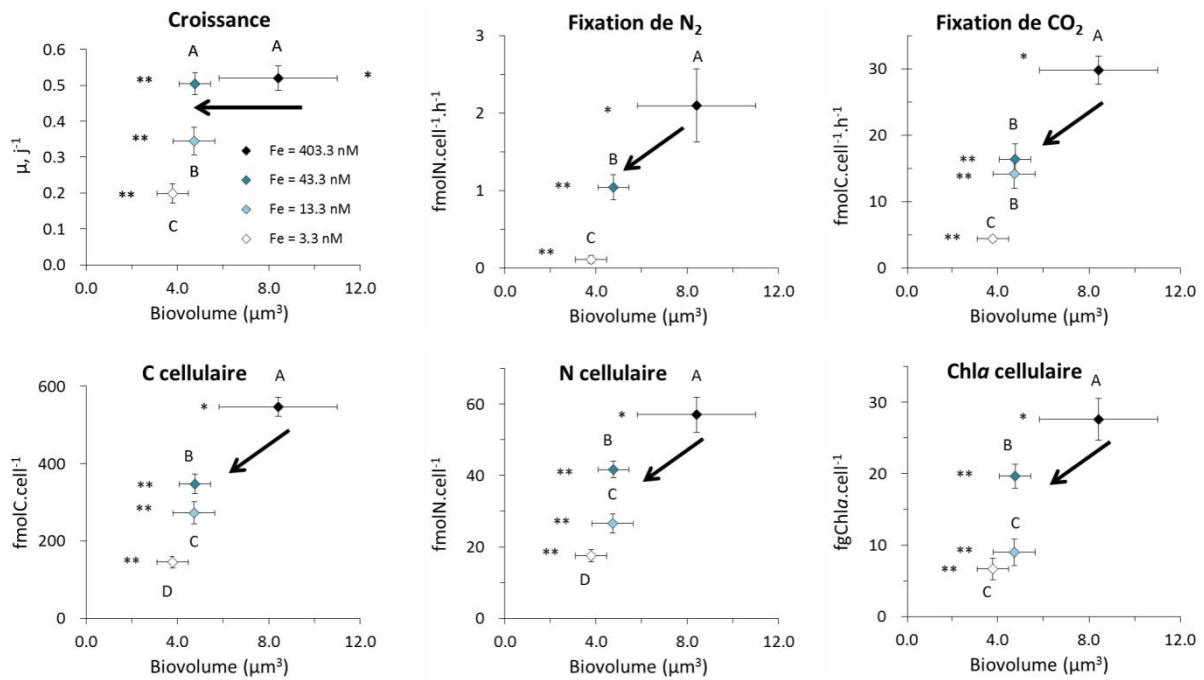 Croissance
A A
0.6
** *
0.5
0.4
**
0.3
B
0.2
**
0.1
C
0.0
µ, j-1
Fe = 403.3 nM
Fe = 43.3 nM
Fe = 13.3 nM
Fe = 3.3 nM
0.0 4.0 8.0 12.0
Biovolume (µm³)
Fixation de N2
3
A
*
2
B
1
**
C
**
0
fmolN.cell-1.h-1
0.0 4.0 8.0 12.0
Biovolume (µm³)
Fixation de CO2
A
*
30
20
B
**
**
10
B
C
**
0
fmolC.cell-1.h-1
0.0 4.0 8.0 12.0
Biovolume (µm³)
C cellulaire
600
A
*
400
B
**
**
200
C
**
D
0
fmolC.cell-1
0.0 4.0 8.0 12.0
Biovolume (µm³)
N cellulaire
A
60
*
B
40
**
C
**
20
**
D
0
fmolN.cell-1
0.0 4.0 8.0 12.0
Biovolume (µm³)
Chla cellulaire
A
30
*
B
20
**
C
10
**
**
C
0
fgChla.cell-1
0.0 4.0 8.0 12.0
Biovolume (µm³)